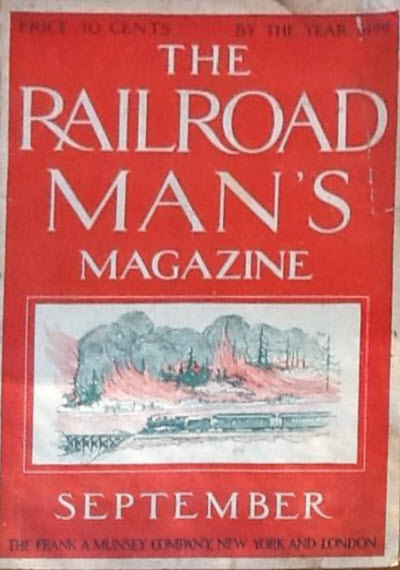 PRICE 10 CENTS BY THE YEAR
THE
RAILROAD
MAN'S
MAGAZINE
SEPTEMBER
THE FRANK A MUNSEY COMPANY, NEW YORK AND LONDON